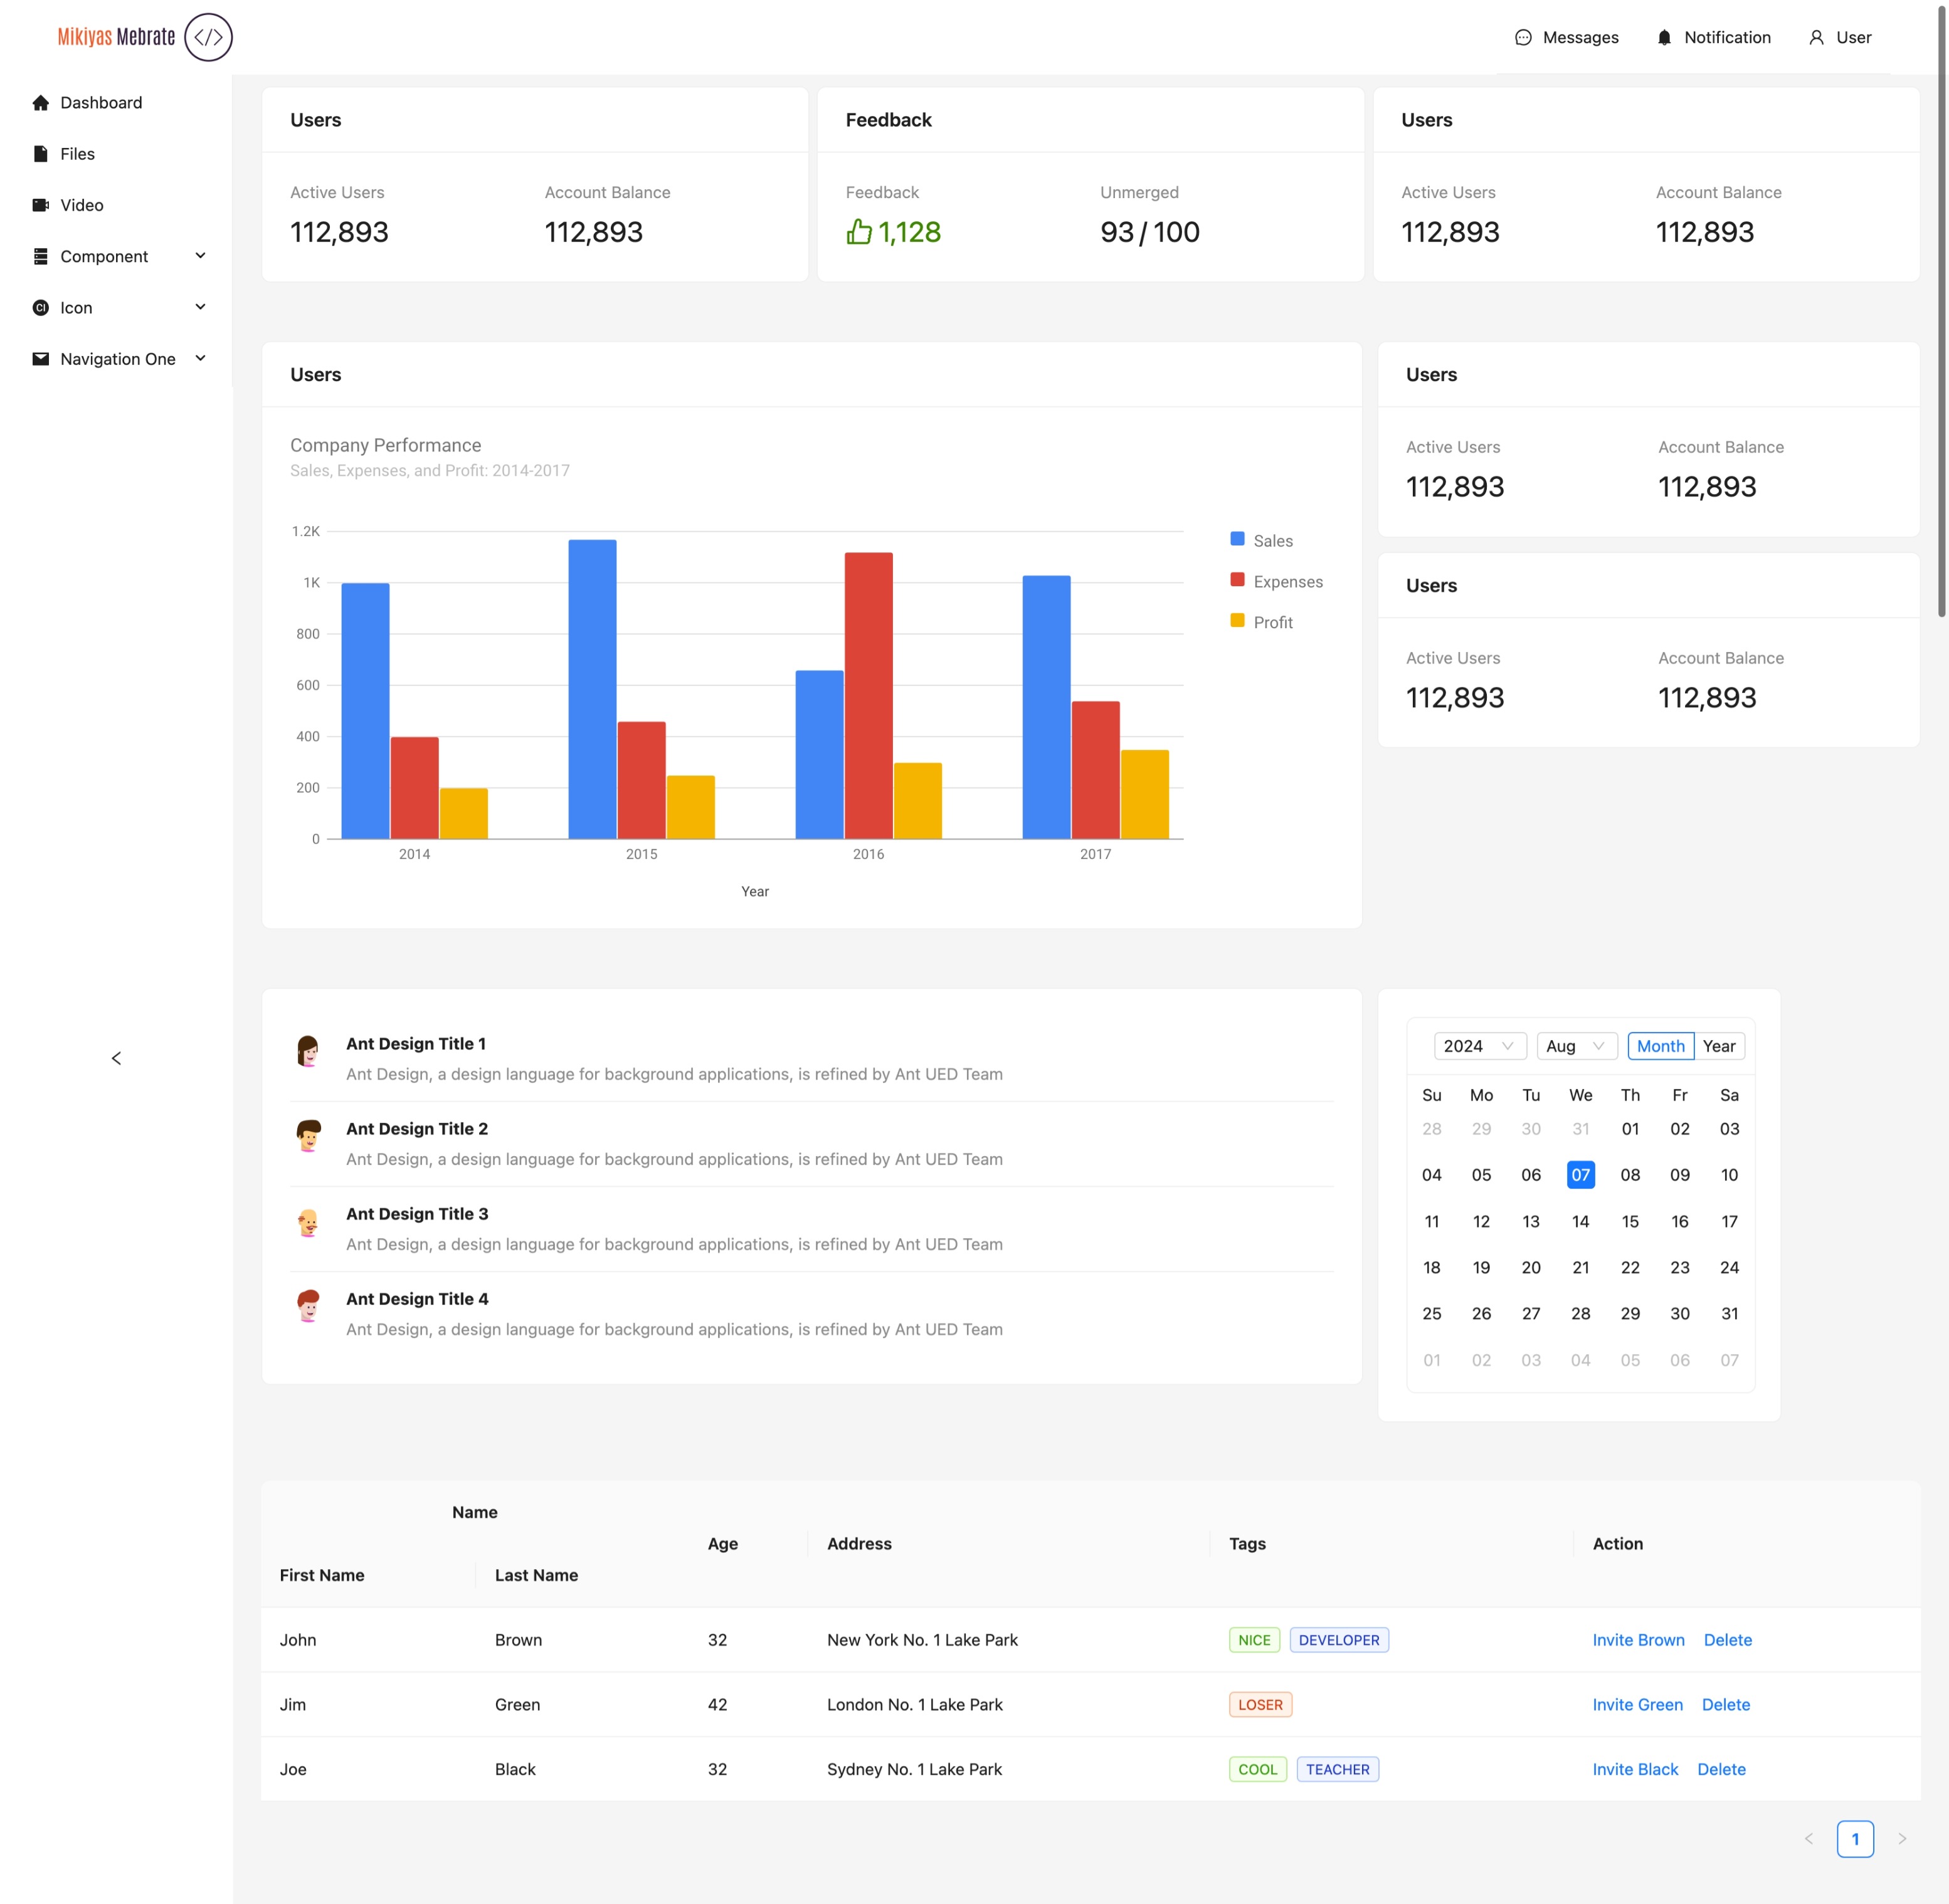 Mikiyas Mebrate </>
Messages Notification User
Dashboard
Files
Video
Component
CI Icon
Navigation One
Users
Active Users Account Balance
112,893 112,893
Feedback
Feedback Unmerged
1,128 93 / 100
Users
Active Users Account Balance
112,893 112,893
Users
Company Performance
Sales, Expenses, and Profit: 2014-2017
1.2K
1K
800
600
400
200
0
2014 2015 2016 2017
Year
Sales
Expenses
Profit
Users
Active Users Account Balance
112,893 112,893
Users
Active Users Account Balance
112,893 112,893
Ant Design Title 1
Ant Design, a design language for background applications, is refined by Ant UED Team
Ant Design Title 2
Ant Design, a design language for background applications, is refined by Ant UED Team
Ant Design Title 3
Ant Design, a design language for background applications, is refined by Ant UED Team
Ant Design Title 4
Ant Design, a design language for background applications, is refined by Ant UED Team
2024 Aug Month Year
Su Mo Tu We Th Fr Sa
28 29 30 31 01 02 03
04 05 06 07 08 09 10
11 12 13 14 15 16 17
18 19 20 21 22 23 24
25 26 27 28 29 30 31
01 02 03 04 05 06 07
Name
Age Address Tags Action
First Name Last Name
John Brown 32 New York No. 1 Lake Park NICE DEVELOPER Invite Brown Delete
Jim Green 42 London No. 1 Lake Park LOSER Invite Green Delete
Joe Black 32 Sydney No. 1 Lake Park COOL TEACHER Invite Black Delete
1